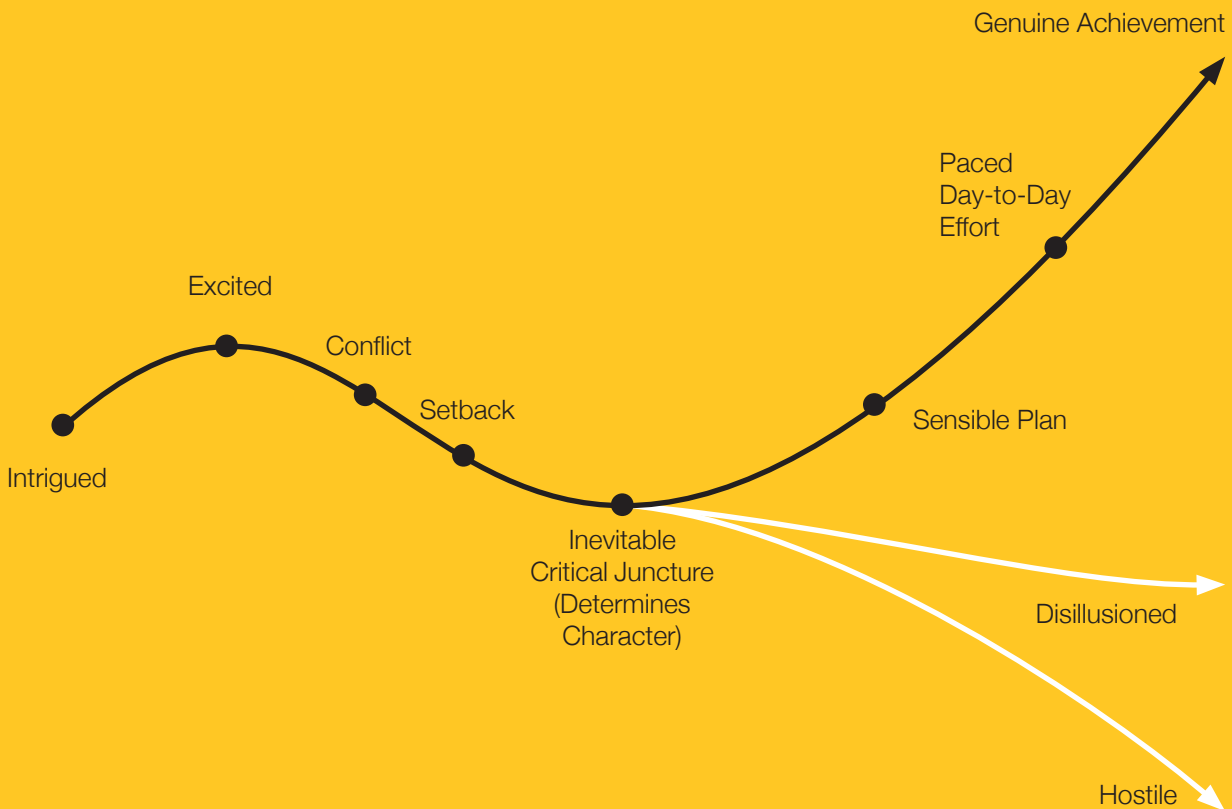 Genuine Achievement
Paced
Day-to-Day
Effort
Excited
Conflict
Setback
Sensible Plan
Intrigued
Inevitable
Critical Juncture
(Determines
Character)
Disillusioned
Hostile